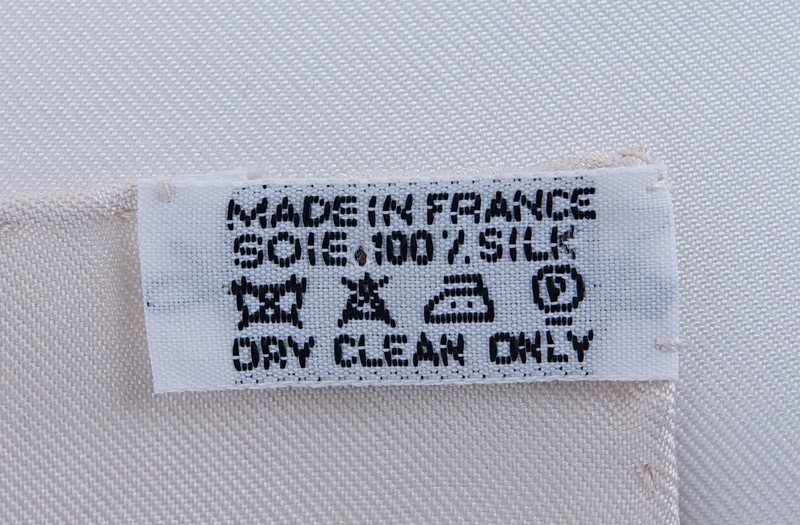 MADE IN FRANCE
SOIE.100%.SILK
P
DRY CLEAN ONLY